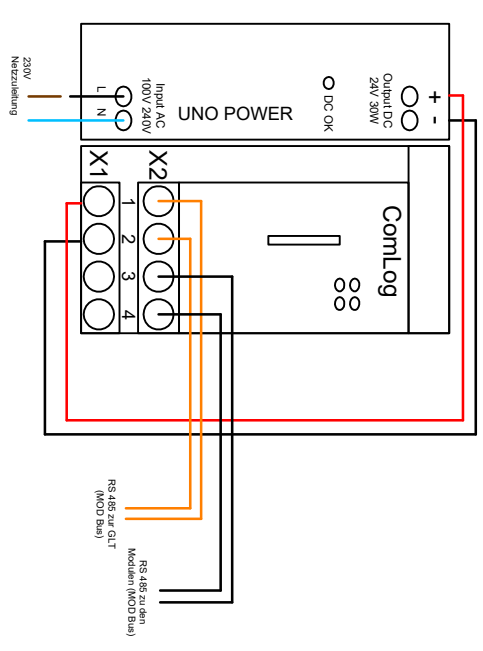 230V
Netzzuleitung
L
N
Input AC
100V 240V
UNO POWER
DC OK
Output DC
24V 30W
+
-
X1
X2
1
2
3
4
ComLog
RS 485 zur GLT
(MOD Bus)
RS 485 zu den
Modulen (MOD Bus)